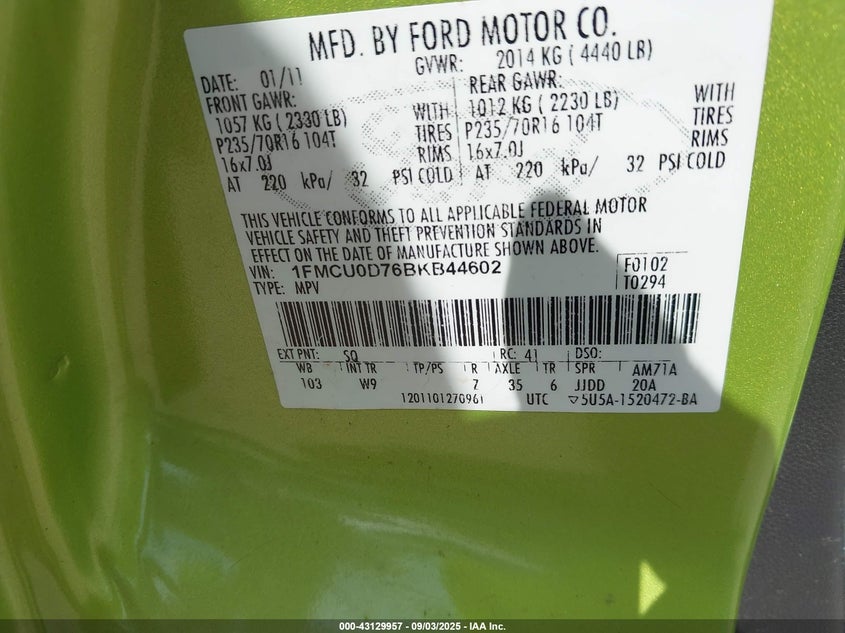 MFD. BY FORD MOTOR CO.
DATE: 01/11 GVWR: 2014 KG ( 4440 LB)
FRONT GAWR: REAR GAWR:
1057 KG ( 2330 LB) WITH 1012 KG ( 2230 LB) WITH
P235/70R16 104T TIRES P235/70R16 104T TIRES
16x7.0J RIMS 16x7.0J RIMS
AT 220 kPa/ 32 PSI COLD AT 220 kPa/ 32 PSI COLD
THIS VEHICLE CONFORMS TO ALL APPLICABLE FEDERAL MOTOR
VEHICLE SAFETY AND THEFT PREVENTION STANDARDS IN
EFFECT ON THE DATE OF MANUFACTURE SHOWN ABOVE.
VIN: 1FMCU0D76BKB44602 F0102
TYPE: MPV T0294
EXT PNT: SQ RC: 41 DSO:
WB INT TR TP/PS R AXLE TR SPR AM71A
103 W9 7 35 6 JJDD 20A
1201101270961 UTC ▽5U5A-1520472-BA
000-43129957 - 09/03/2025 - IAA Inc.